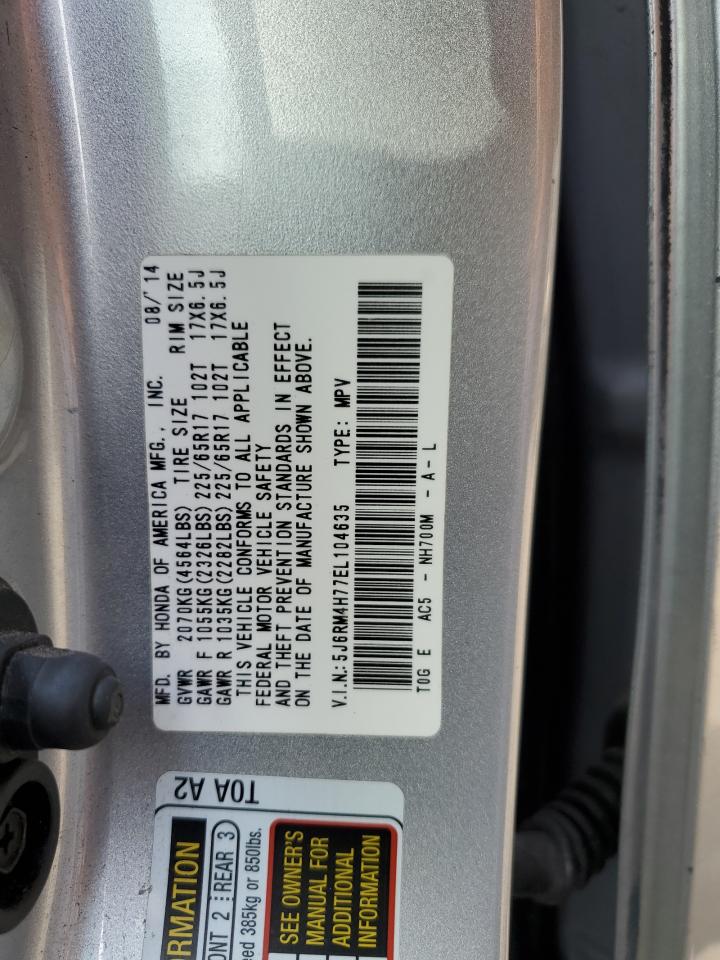 MFD. BY HONDA OF AMERICA MFG., INC. 08/'14
GVWR 2070KG(4564LBS) TIRE SIZE RIM SIZE
GAWR F 1055KG(2326LBS) 225/65R17 102T 17X6.5J
GAWR R 1035KG(2282LBS) 225/65R17 102T 17X6.5J
THIS VEHICLE CONFORMS TO ALL APPLICABLE
FEDERAL MOTOR VEHICLE SAFETY
AND THEFT PREVENTION STANDARDS IN EFFECT
ON THE DATE OF MANUFACTURE SHOWN ABOVE.
V.I.N.:5J6RM4H77EL104635 TYPE: MPV
T0G E AC5 - NH700M - A - L
T0A A2
ORMATION
ONT 2 REAR 3
eed 385kg or 850lbs.
SEE OWNER'S
MANUAL FOR
ADDITIONAL
INFORMATION